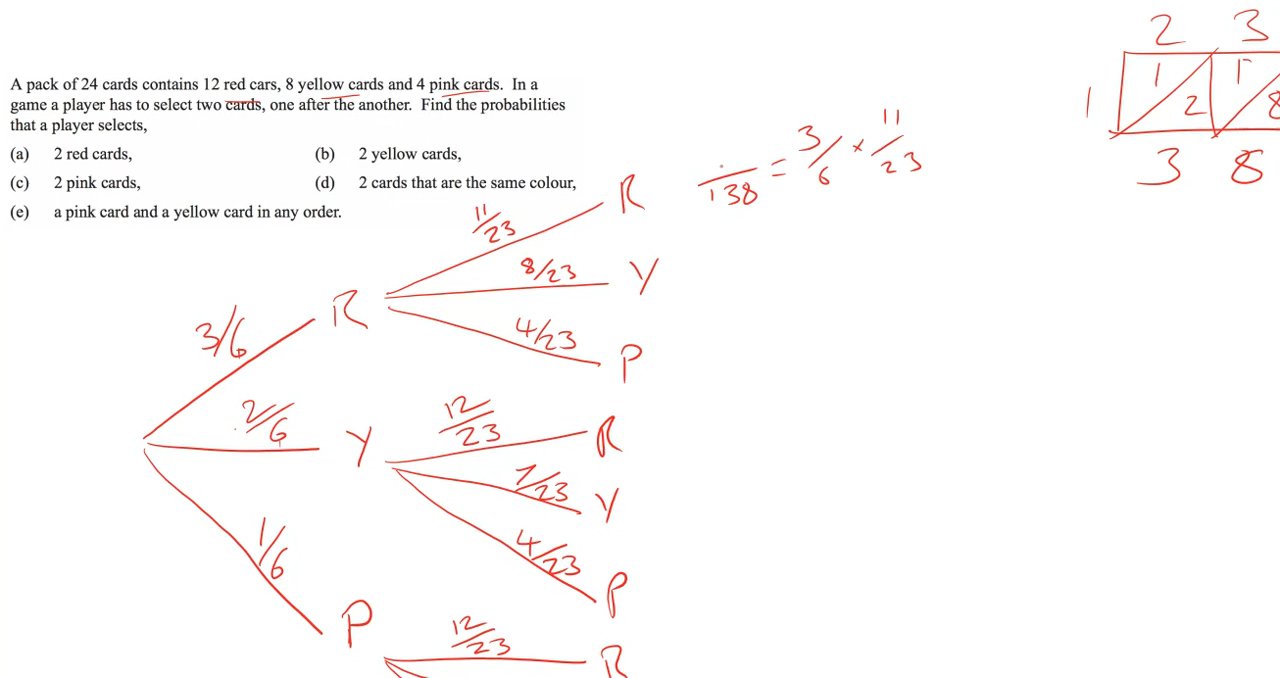 A pack of 24 cards contains 12 red cars, 8 yellow cards and 4 pink cards. In a
game a player has to select two cards, one after the another. Find the probabilities
that a player selects,
(a) 2 red cards, (b) 2 yellow cards,
(c) 2 pink cards, (d) 2 cards that are the same colour,
(e) a pink card and a yellow card in any order.
2 3
1 1 2 1 8
3 8
/138 = 3/6 × 11/23
11/23 R
8/23 Y
3/6 R
4/23 P
2/6 Y
12/23 R
7/23 Y
4/23 P
1/6 P
12/23 R